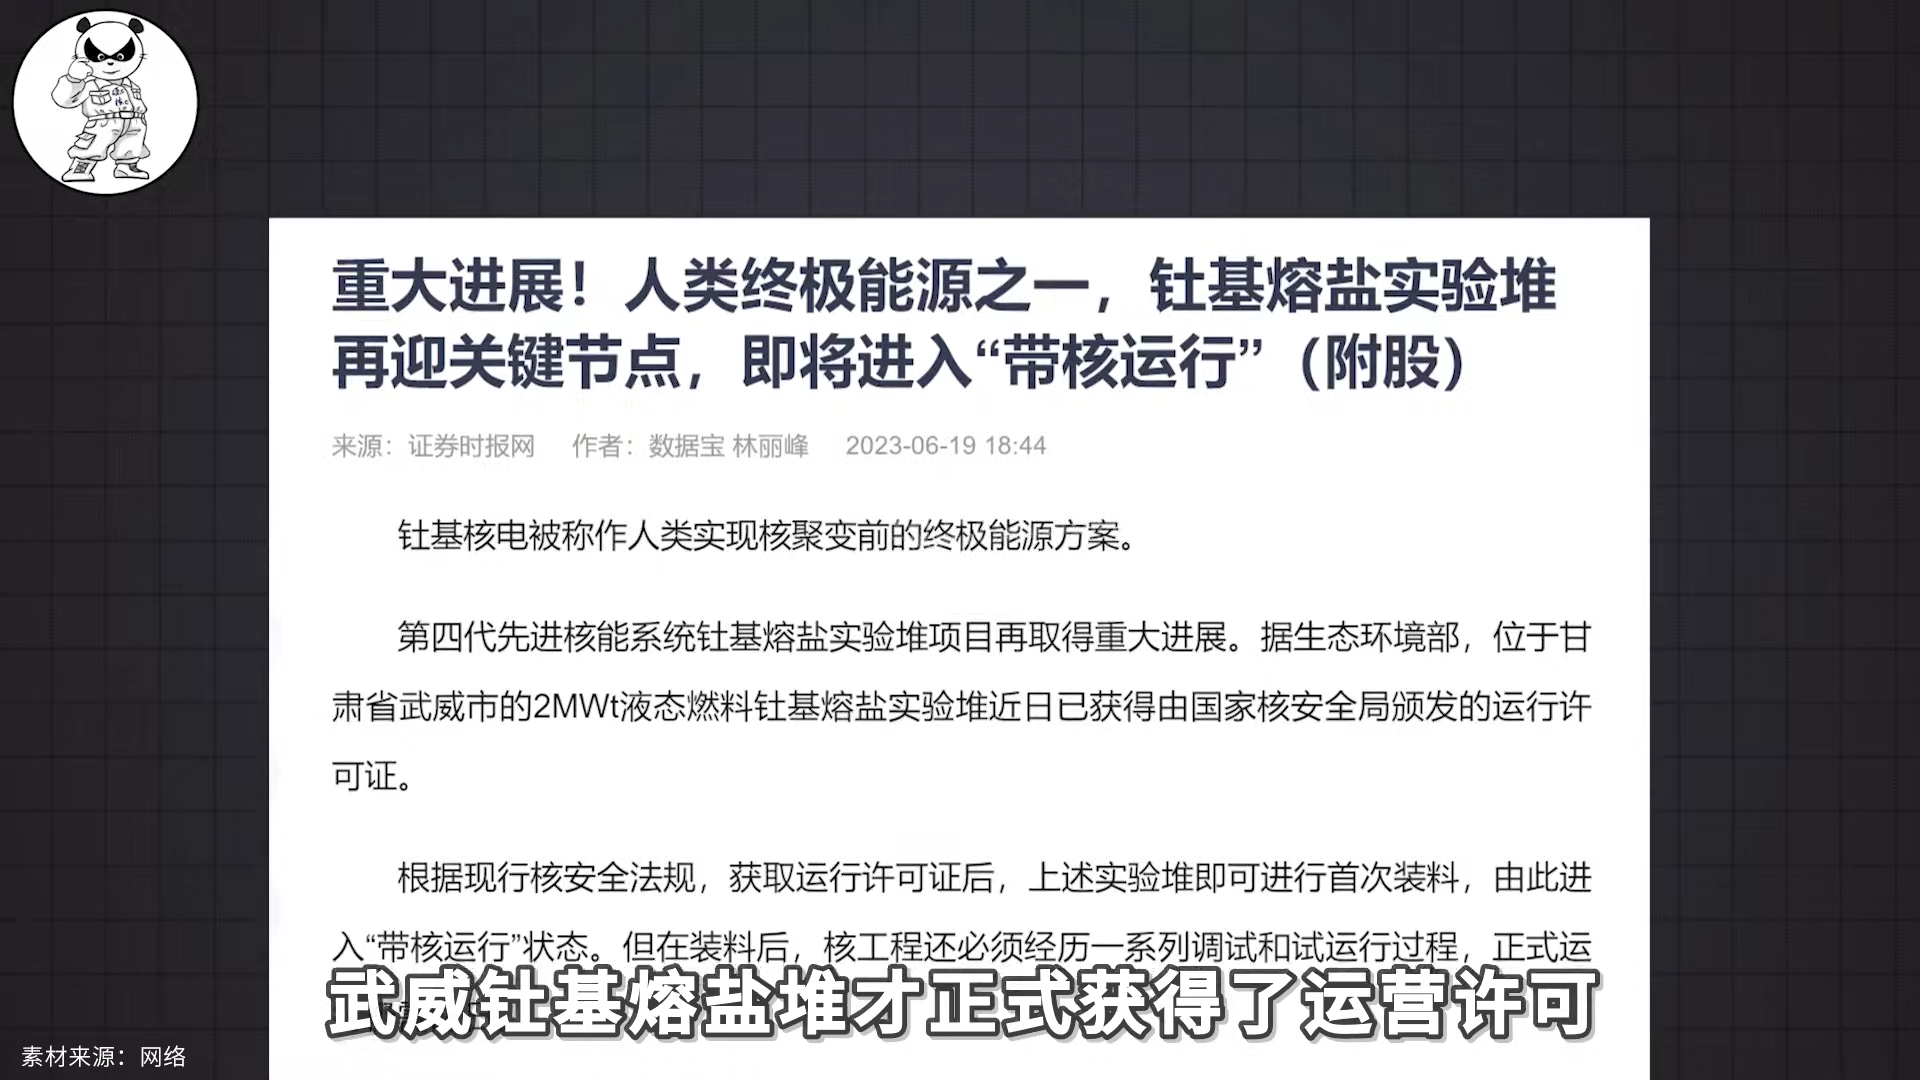 重大进展！人类终极能源之一，钍基熔盐实验堆
再迎关键节点，即将进入“带核运行”（附股）
来源：证券时报网 作者：数据宝 林丽峰 2023-06-19 18:44
钍基核电被称作人类实现核聚变前的终极能源方案。
第四代先进核能系统钍基熔盐实验堆项目再取得重大进展。据生态环境部，位于甘
肃省武威市的2MWt液态燃料钍基熔盐实验堆近日已获得由国家核安全局颁发的运行许
可证。
根据现行核安全法规，获取运行许可证后，上述实验堆即可进行首次装料，由此进
入“带核运行”状态。但在装料后，核工程还必须经历一系列调试和试运行过程，正式运
武威钍基熔盐堆才正式获得了运营许可
素材来源：网络